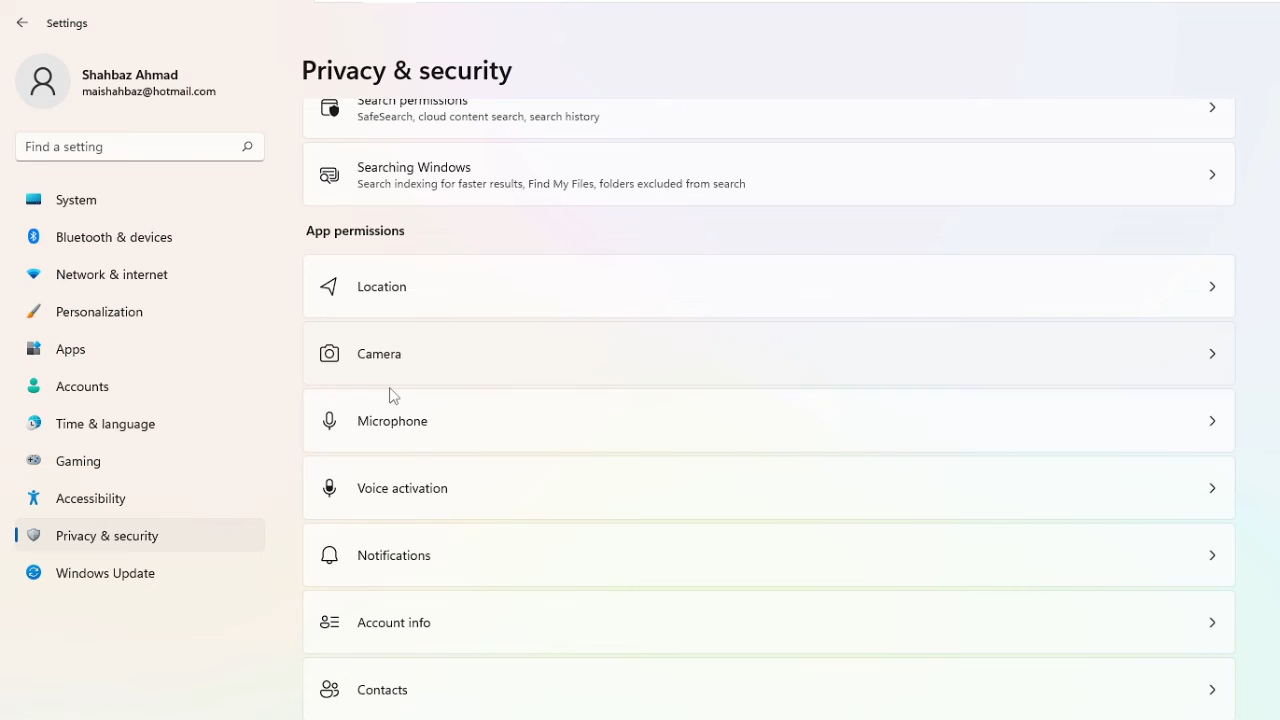 Settings
Shahbaz Ahmad
maishahbaz@hotmail.com
Find a setting
System
Bluetooth & devices
Network & internet
Personalization
Apps
Accounts
Time & language
Gaming
Accessibility
Privacy & security
Windows Update
Privacy & security
Search permissions
SafeSearch, cloud content search, search history
Searching Windows
Search indexing for faster results, Find My Files, folders excluded from search
App permissions
Location
Camera
Microphone
Voice activation
Notifications
Account info
Contacts